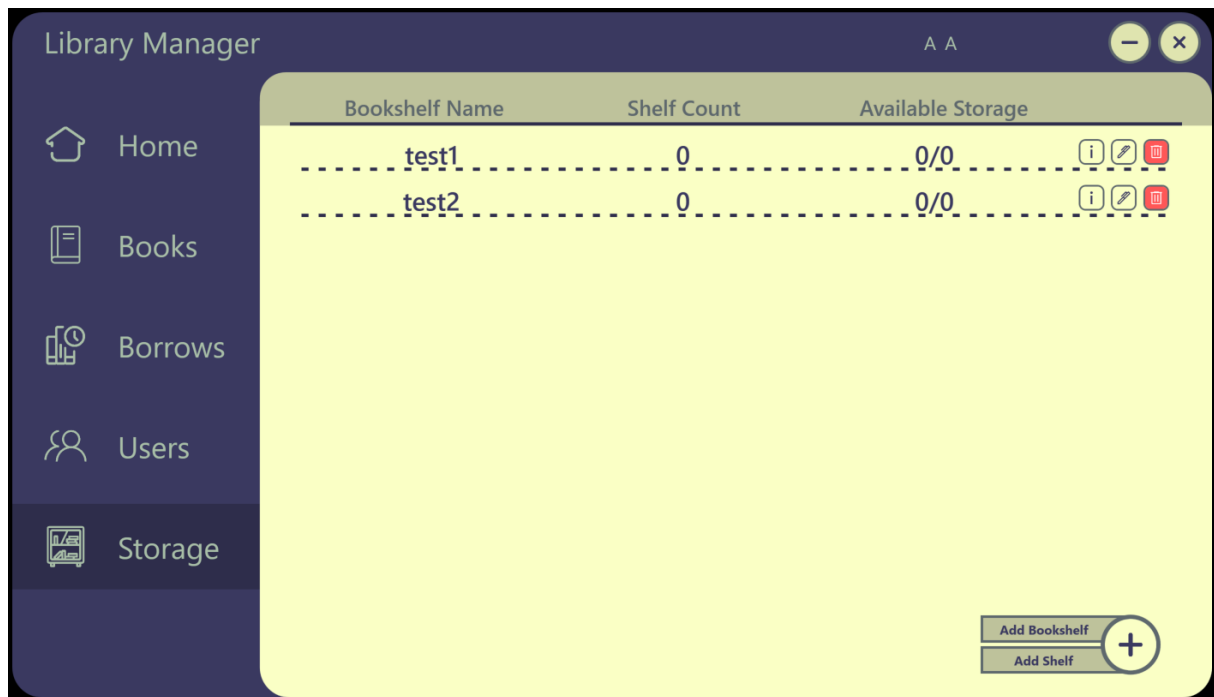 Library Manager
A A
Home
Books
Borrows
Users
Storage
Bookshelf Name Shelf Count Available Storage
test1 0 0/0
test2 0 0/0
Add Bookshelf
Add Shelf